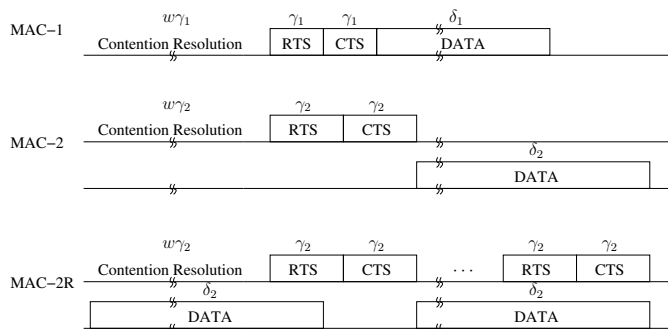 wγ₁ γ₁ γ₁ δ₁
MAC−1 Contention Resolution RTS CTS DATA
wγ₂ γ₂ γ₂
MAC−2 Contention Resolution RTS CTS
δ₂
DATA
wγ₂ γ₂ γ₂ γ₂ γ₂
MAC−2R Contention Resolution RTS CTS ... RTS CTS
δ₂ δ₂
DATA DATA